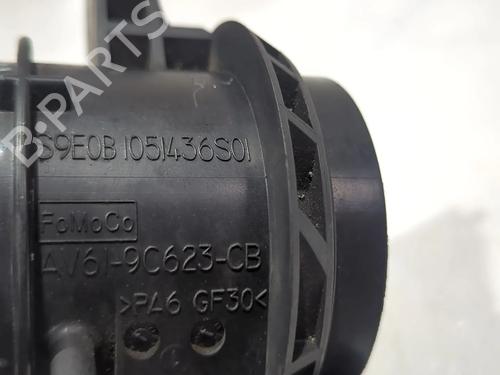 B-PARTS
S9E0B 1051436S01
FoMoCo
AV61-9C623-CB
>PA6 GF30<